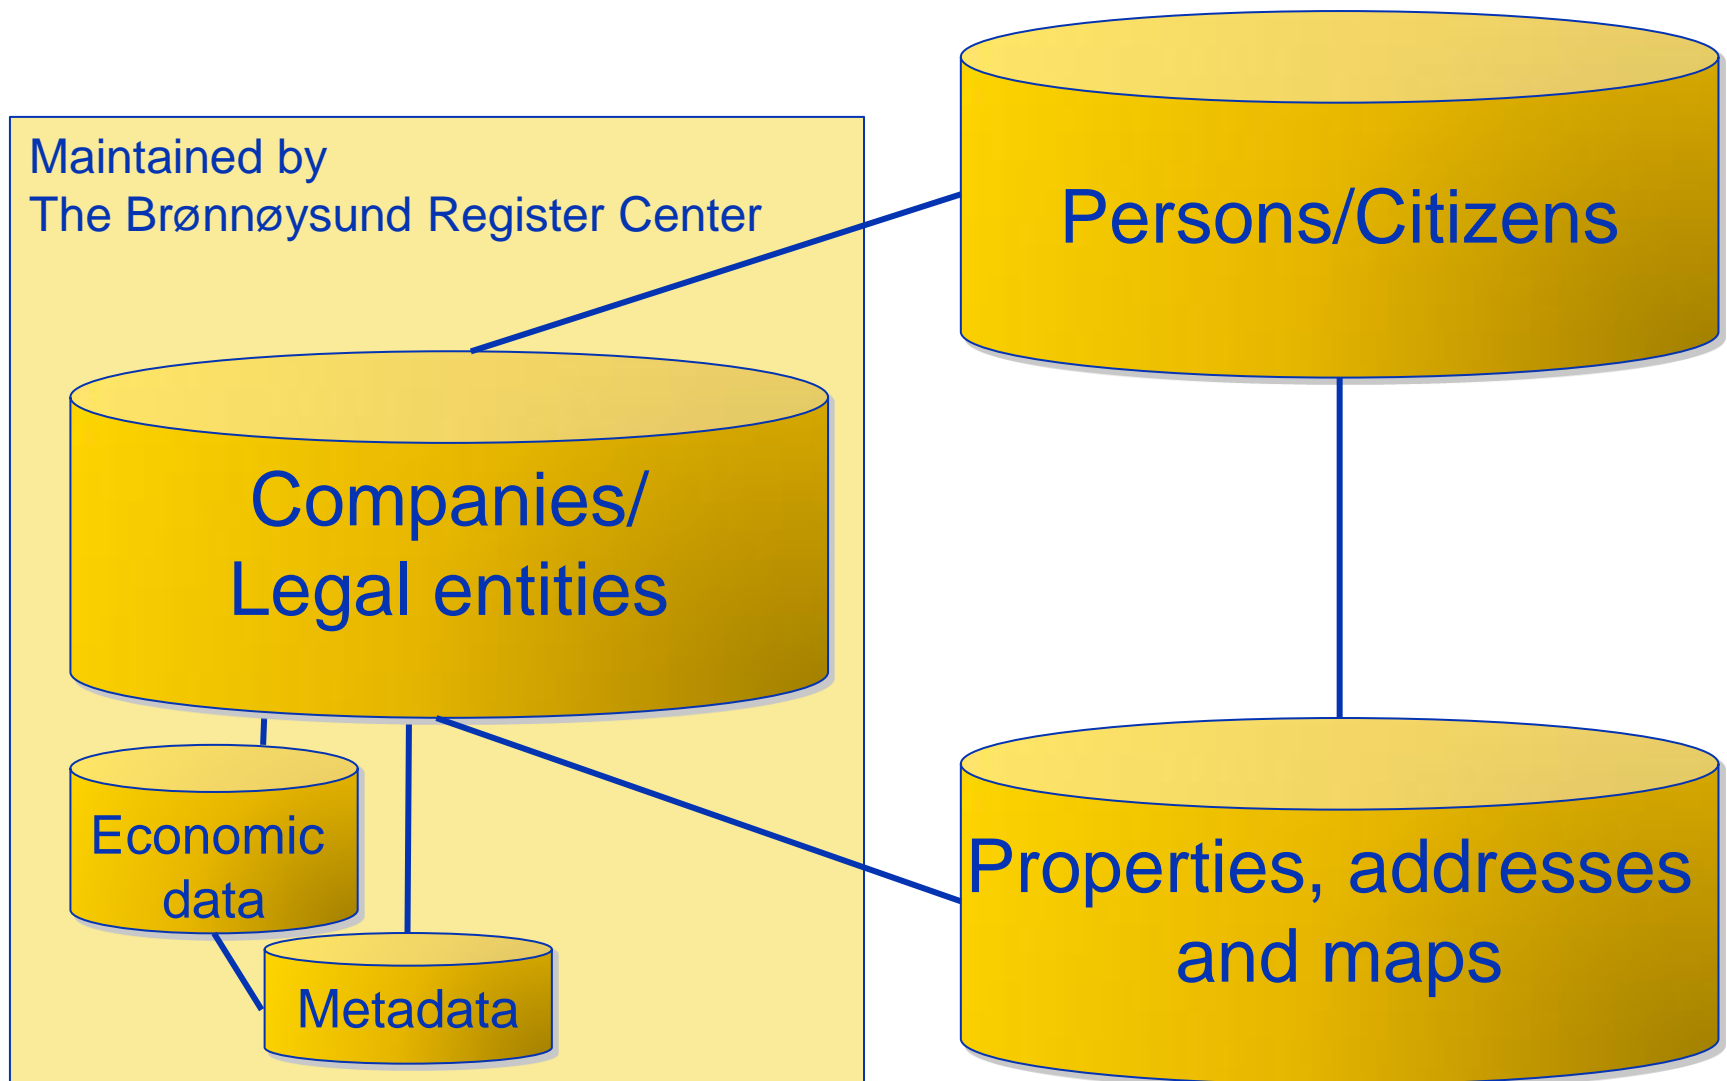 Maintained by
The Brønnøysund Register Center
Persons/Citizens
Companies/
Legal entities
Economic
data
Metadata
Properties, addresses
and maps